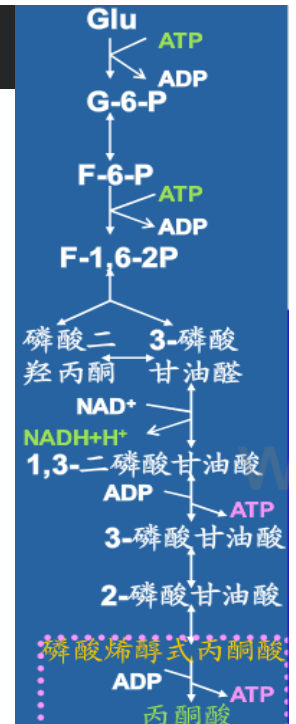 Glu
ATP
ADP
G-6-P
F-6-P
ATP
ADP
F-1,6-2P
磷酸二 3-磷酸
羟丙酮 甘油醛
NAD⁺
NADH+H⁺
1,3-二磷酸甘油酸
ADP
ATP
3-磷酸甘油酸
2-磷酸甘油酸
磷酸烯醇式丙酮酸
ADP
ATP
丙酮酸